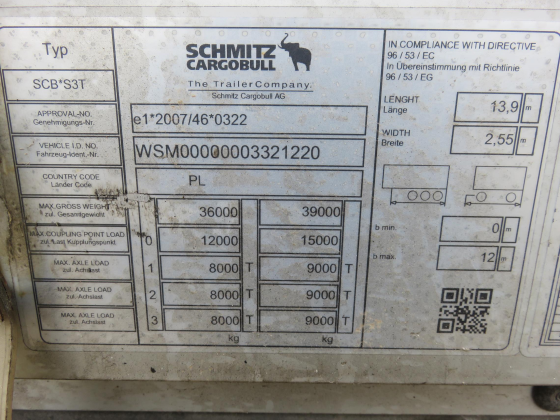 Typ
SCHMITZ
CARGOBULL
The TrailerCompany.
Schmitz Cargobull AG
SCB*S3T
APPROVAL-NO.
Genehmigungs-Nr.
e1*2007/46*0322
VEHICLE I.D. NO.
Fahrzeug-Ident.-Nr.
WSM00000003321220
COUNTRY CODE
Länder Code
PL
MAX.GROSS WEIGHT
zul. Gesamtgewicht
36000 39000
MAX.COUPLING POINT LOAD
zul.Last Kupplungspunkt
0 12000 15000
MAX. AXLE LOAD
zul. Achslast
1 8000 T 9000 T
MAX. AXLE LOAD
zul. Achslast
2 8000 T 9000 T
MAX. AXLE LOAD
zul. Achslast
3 8000 T 9000 T
kg kg
IN COMPLIANCE WITH DIRECTIVE
96 / 53 / EC
In Übereinstimmung mit Richtlinie
96 / 53 / EG
LENGHT
Länge
13,9 m
WIDTH
Breite
2,55 m
b min. 0 m
b max. 12 m